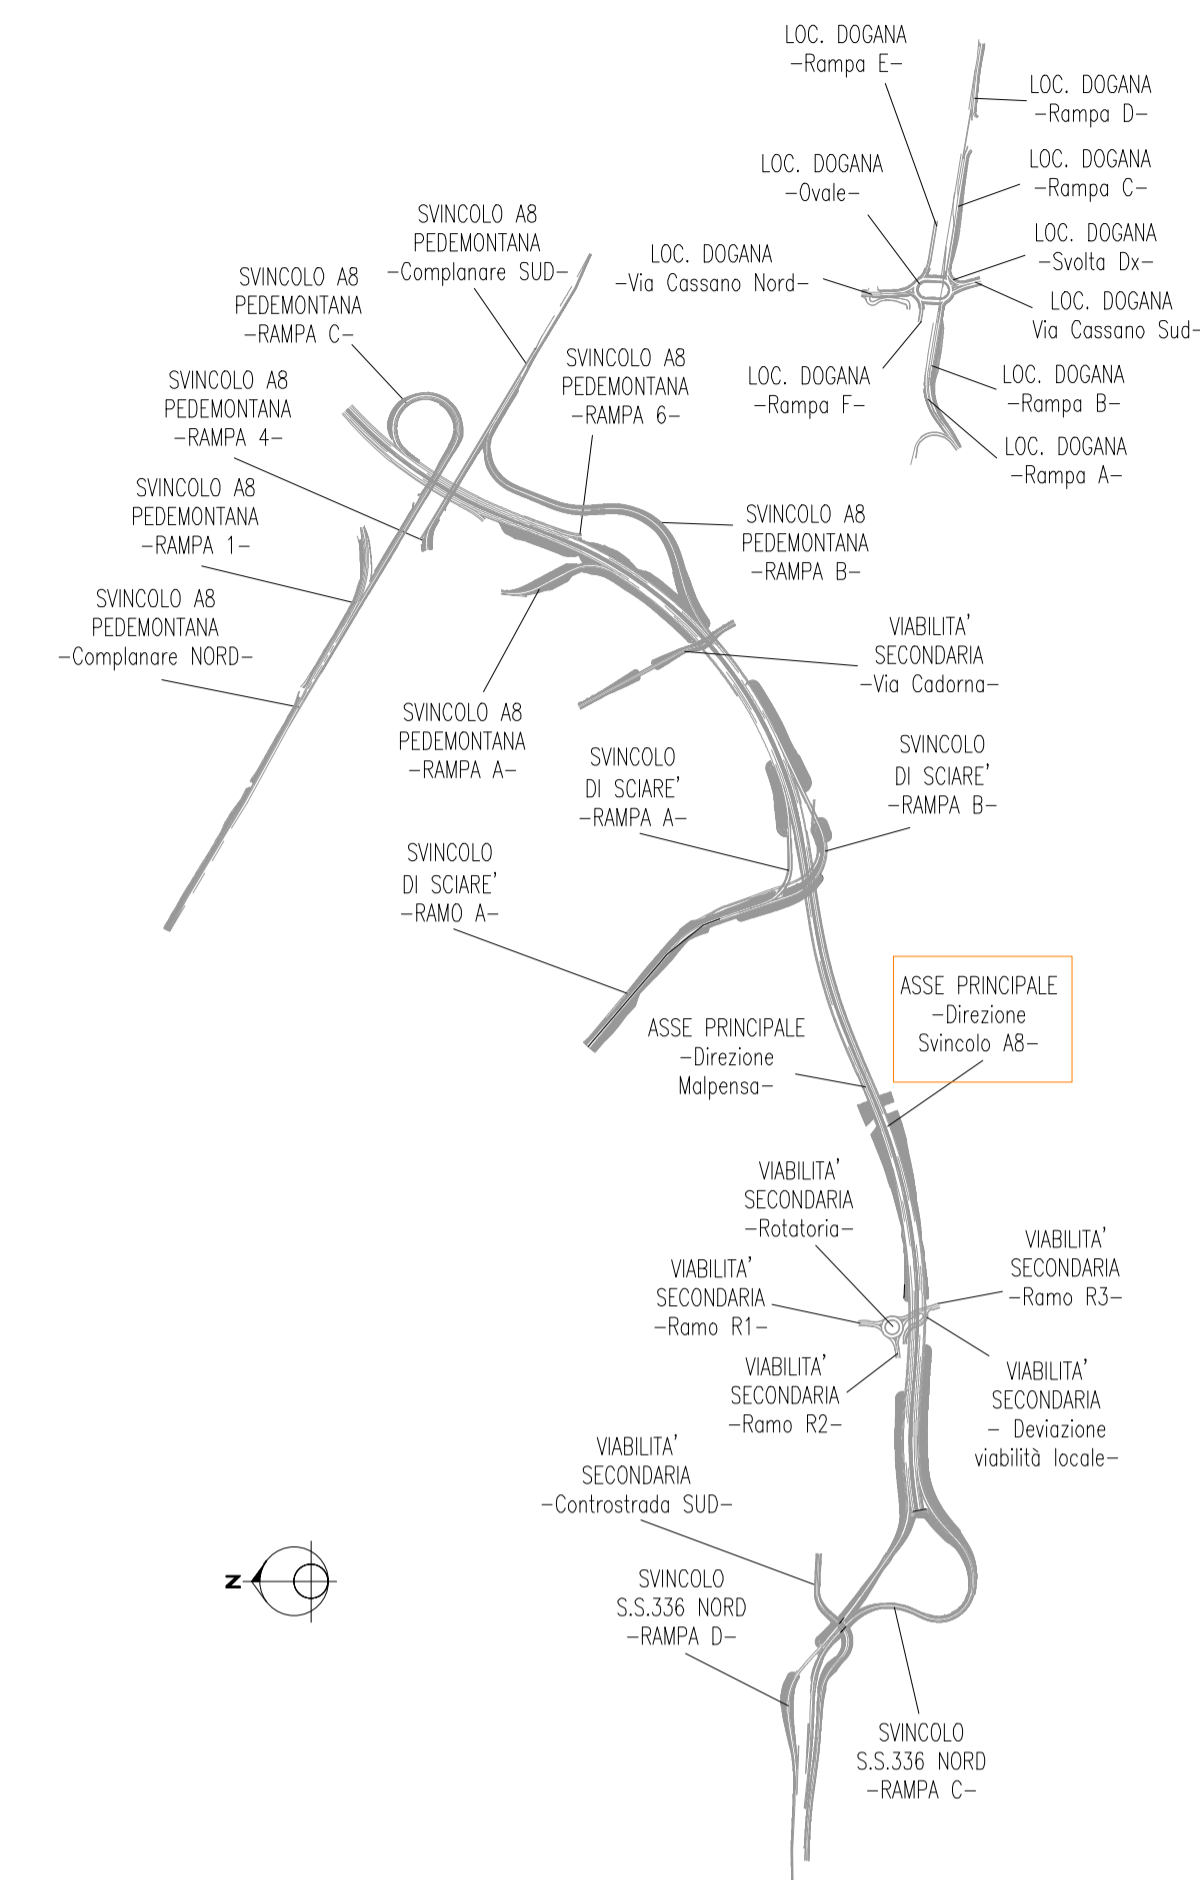 LOC. DOGANA
-Rampa E-
LOC. DOGANA
-Rampa D-
LOC. DOGANA
-Ovale-
LOC. DOGANA
-Rampa C-
SVINCOLO A8
PEDEMONTANA
-Complanare SUD-
LOC. DOGANA
-Svolta Dx-
LOC. DOGANA
-Via Cassano Nord-
SVINCOLO A8
PEDEMONTANA
-RAMPA C-
LOC. DOGANA
Via Cassano Sud-
SVINCOLO A8
PEDEMONTANA
-RAMPA 6-
LOC. DOGANA
-Rampa F-
LOC. DOGANA
-Rampa B-
SVINCOLO A8
PEDEMONTANA
-RAMPA 4-
LOC. DOGANA
-Rampa A-
SVINCOLO A8
PEDEMONTANA
-RAMPA 1-
SVINCOLO A8
PEDEMONTANA
-RAMPA B-
SVINCOLO A8
PEDEMONTANA
-Complanare NORD-
VIABILITA'
SECONDARIA
-Via Cadorna-
SVINCOLO A8
PEDEMONTANA
-RAMPA A-
SVINCOLO
DI SCIARE'
-RAMPA A-
SVINCOLO
DI SCIARE'
-RAMPA B-
SVINCOLO
DI SCIARE'
-RAMO A-
ASSE PRINCIPALE
-Direzione
Svincolo A8-
ASSE PRINCIPALE
-Direzione
Malpensa-
VIABILITA'
SECONDARIA
-Rotatoria-
VIABILITA'
SECONDARIA
-Ramo R3-
VIABILITA'
SECONDARIA
-Ramo R1-
VIABILITA'
SECONDARIA
-Ramo R2-
VIABILITA'
SECONDARIA
- Deviazione
viabilità locale-
VIABILITA'
SECONDARIA
-Controstrada SUD-
N
SVINCOLO
S.S.336 NORD
-RAMPA D-
SVINCOLO
S.S.336 NORD
-RAMPA C-